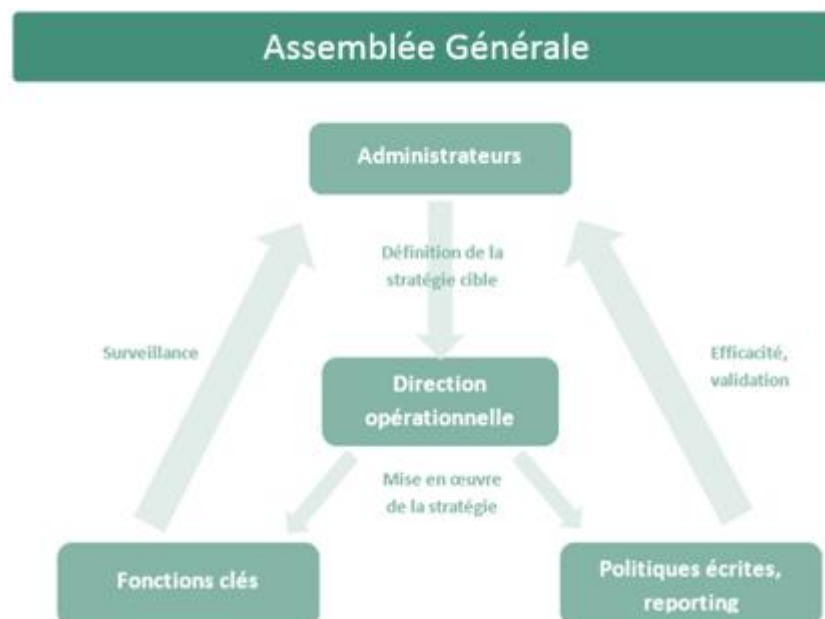 Assemblée Générale
Administrateurs
Définition de la
stratégie cible
Surveillance
Efficacité,
validation
Direction
opérationnelle
Mise en œuvre
de la stratégie
Fonctions clés
Politiques écrites,
reporting